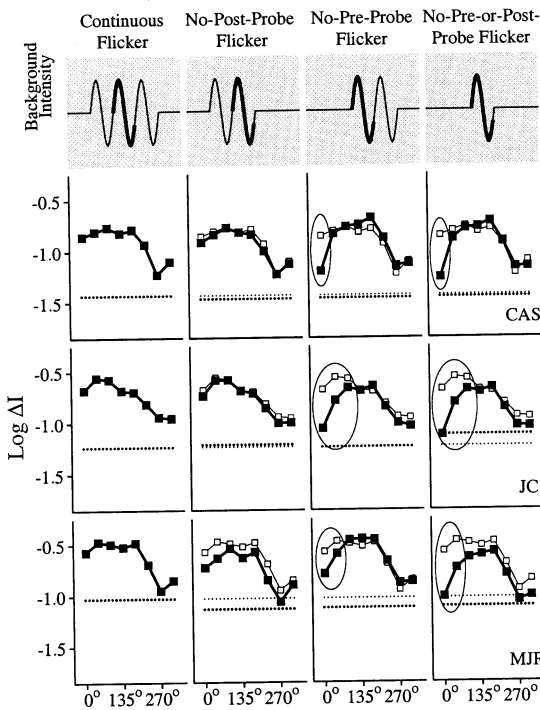 Continuous
Flicker
No-Post-Probe
Flicker
No-Pre-Probe
Flicker
No-Pre-or-Post-
Probe Flicker
Background
Intensity
-0.5
-1.0
-1.5
CAS
Log ΔI
-0.5
-1.0
-1.5
JC
-0.5
-1.0
-1.5
MJR
0° 135° 270°
0° 135° 270°
0° 135° 270°
0° 135° 270°